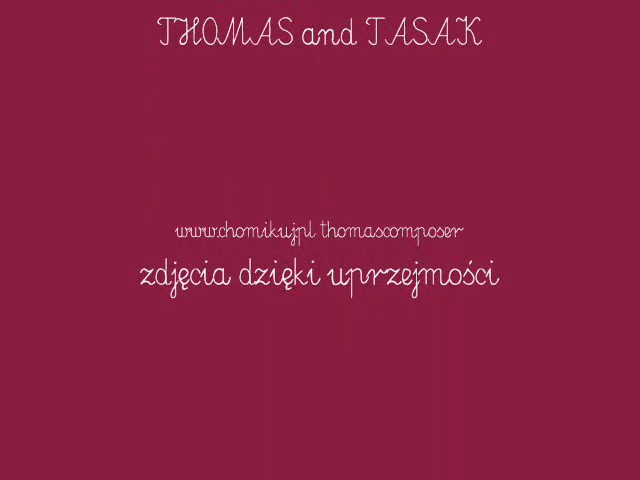 THOMAS and TASAK
www.chomikuj.pl thomascomposer
zdjęcia dzięki uprzejmości